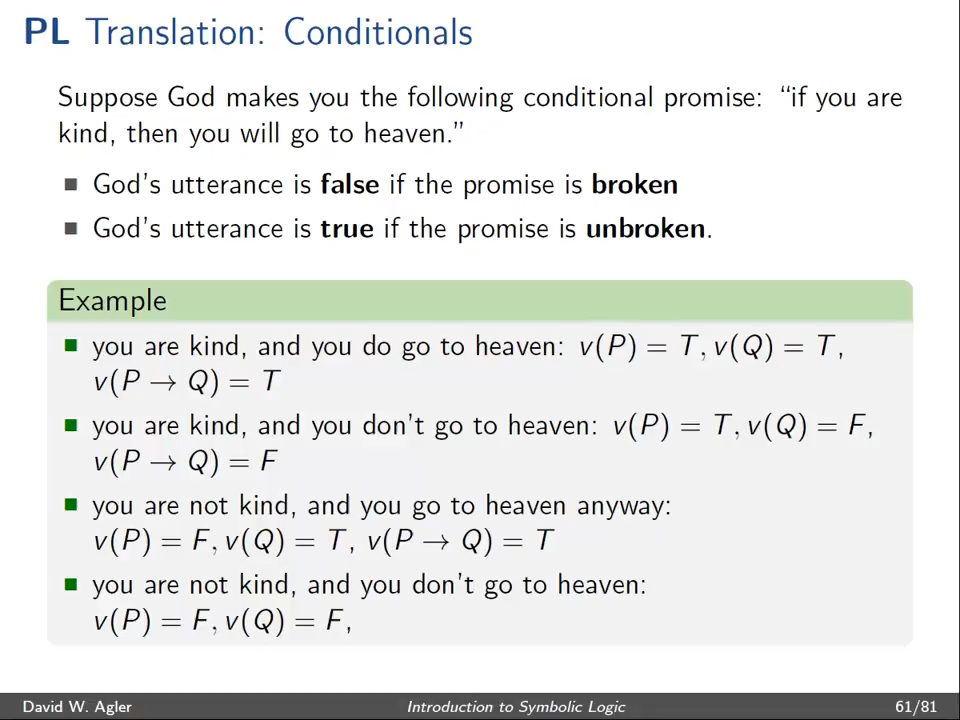 PL Translation: Conditionals
Suppose God makes you the following conditional promise: “if you are
kind, then you will go to heaven.”
■ God’s utterance is false if the promise is broken
■ God’s utterance is true if the promise is unbroken.
Example
■ you are kind, and you do go to heaven: v(P) = T, v(Q) = T,
v(P → Q) = T
■ you are kind, and you don’t go to heaven: v(P) = T, v(Q) = F,
v(P → Q) = F
■ you are not kind, and you go to heaven anyway:
v(P) = F, v(Q) = T, v(P → Q) = T
■ you are not kind, and you don’t go to heaven:
v(P) = F, v(Q) = F,
David W. Agler Introduction to Symbolic Logic 61/81